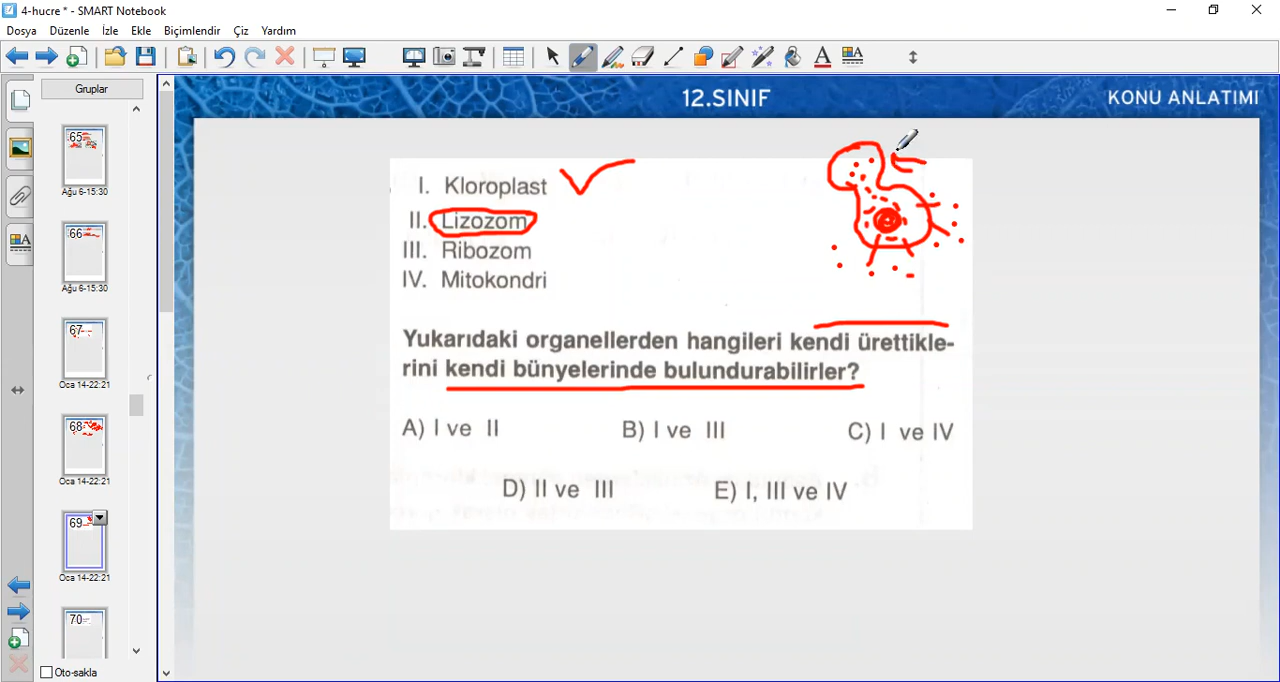 4-hucre * - SMART Notebook
Dosya Düzenle İzle Ekle Biçimlendir Çiz Yardım
Gruplar
65
Ağu 6-15:30
66
Ağu 6-15:30
67
Oca 14-22:21
68
Oca 14-22:21
69
Oca 14-22:21
70
Oto-sakla
12.SINIF
KONU ANLATIMI
I. Kloroplast
II. Lizozom
III. Ribozom
IV. Mitokondri
Yukarıdaki organellerden hangileri kendi ürettikle-
rini kendi bünyelerinde bulundurabilirler?
A) I ve II B) I ve III C) I ve IV
D) II ve III E) I, III ve IV